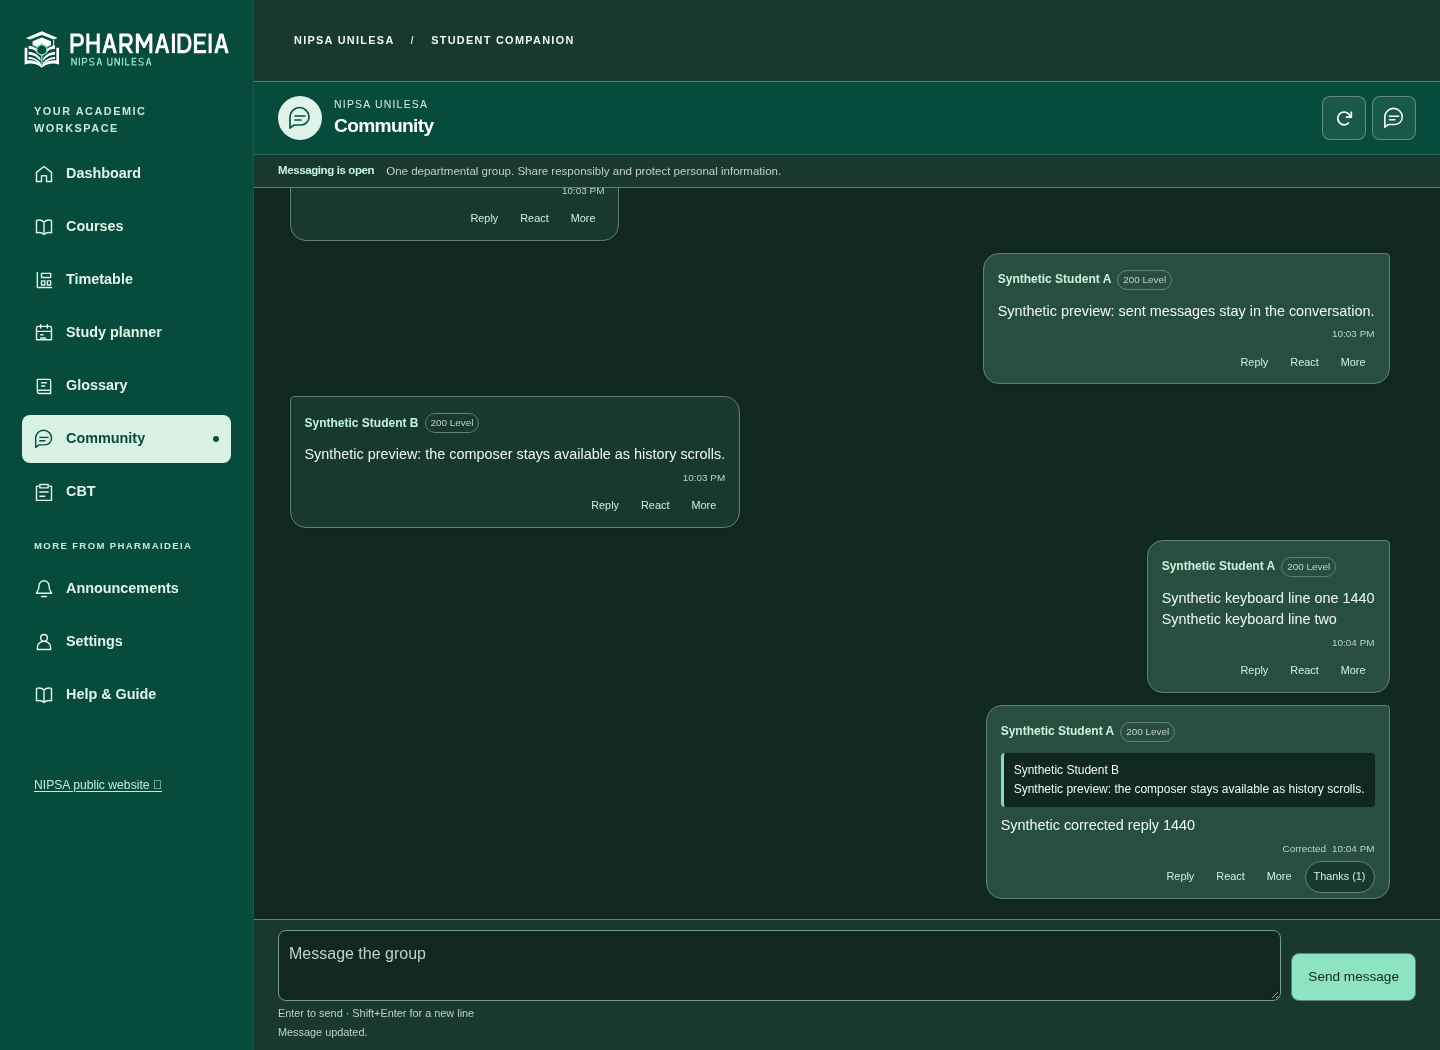 PHARMAIDEIA
NIPSA UNILESA
YOUR ACADEMIC
WORKSPACE
Dashboard
Courses
Timetable
Study planner
Glossary
Community
CBT
MORE FROM PHARMAIDEIA
Announcements
Settings
Help & Guide
NIPSA public website
NIPSA UNILESA / STUDENT COMPANION
NIPSA UNILESA
Community
Messaging is open One departmental group. Share responsibly and protect personal information.
10:03 PM
Reply React More
Synthetic Student A 200 Level
Synthetic preview: sent messages stay in the conversation.
10:03 PM
Reply React More
Synthetic Student B 200 Level
Synthetic preview: the composer stays available as history scrolls.
10:03 PM
Reply React More
Synthetic Student A 200 Level
Synthetic keyboard line one 1440
Synthetic keyboard line two
10:04 PM
Reply React More
Synthetic Student A 200 Level
Synthetic Student B
Synthetic preview: the composer stays available as history scrolls.
Synthetic corrected reply 1440
Corrected 10:04 PM
Reply React More Thanks (1)
Message the group
Send message
Enter to send · Shift+Enter for a new line
Message updated.